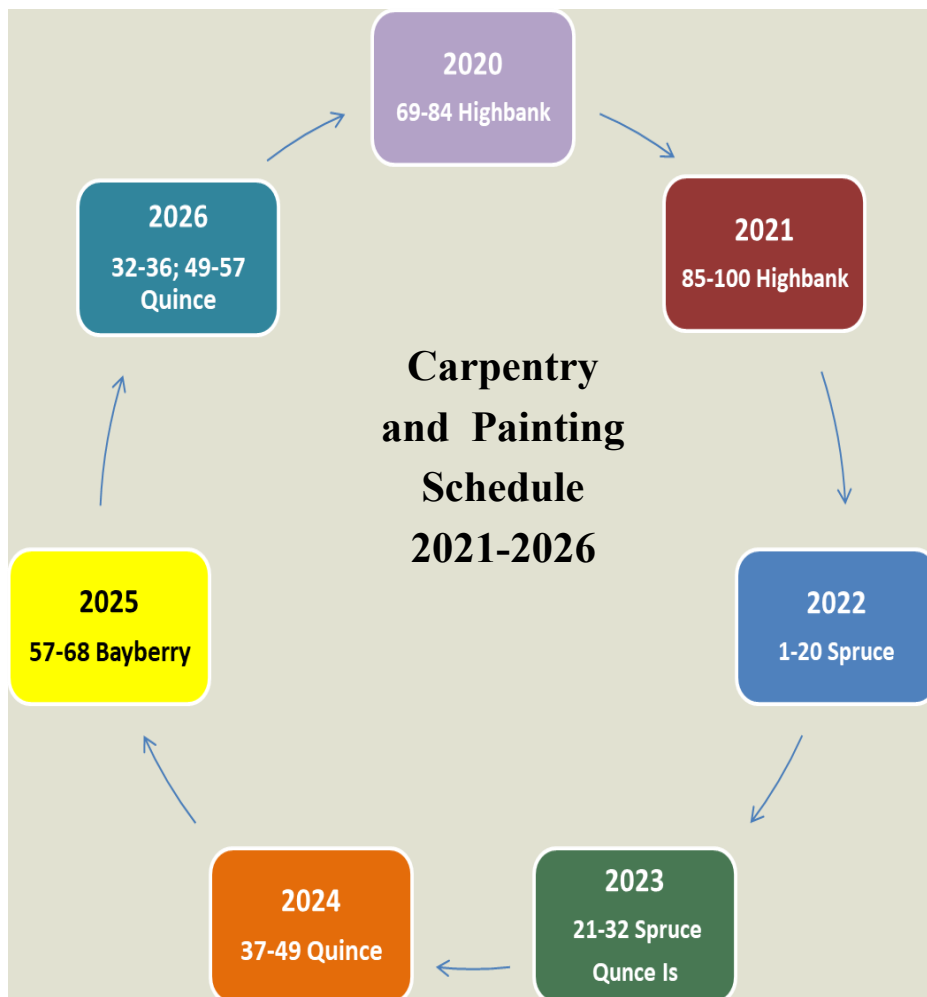 2020
69-84 Highbank
2021
85-100 Highbank
2022
1-20 Spruce
2023
21-32 Spruce
Qunce Is
2024
37-49 Quince
2025
57-68 Bayberry
2026
32-36; 49-57
Quince
Carpentry
and Painting
Schedule
2021-2026